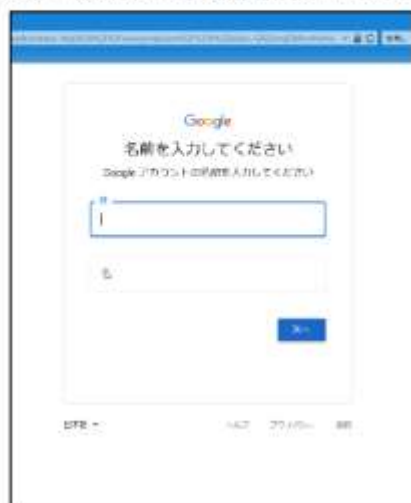 Google
名前を入力してください
Google アカウントの名前を入力してください
姓
名
次へ
日本語
ヘルプ プライバシー 規約